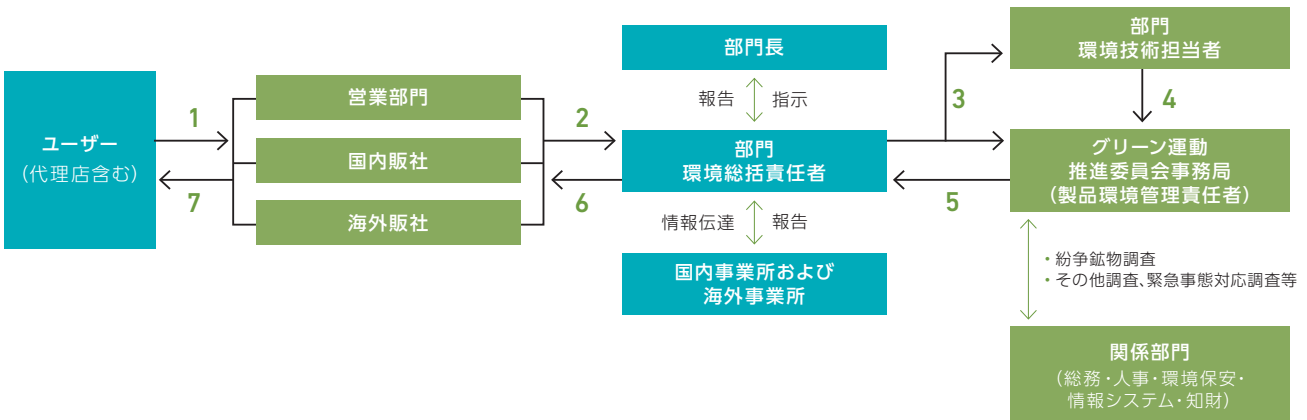 ユーザー
（代理店含む）
1
7
営業部門
国内販社
海外販社
2
6
部門長
報告
指示
部門
環境総括責任者
情報伝達
報告
国内事業所および
海外事業所
3
5
部門
環境技術担当者
4
グリーン運動
推進委員会事務局
（製品環境管理責任者）
・紛争鉱物調査
・その他調査、緊急事態対応調査等
関係部門
（総務・人事・環境保安・
情報システム・知財）